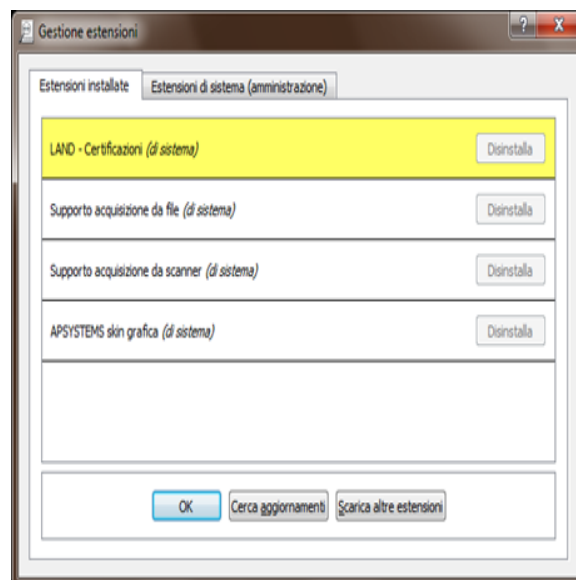 Gestione estensioni
Estensioni installate
Estensioni di sistema (amministrazione)
LAND - Certificazioni (di sistema)
Disinstalla
Supporto acquisizione da file (di sistema)
Disinstalla
Supporto acquisizione da scanner (di sistema)
Disinstalla
APSYSTEMS skin grafica (di sistema)
Disinstalla
OK
Cerca aggiornamenti
Scarica altre estensioni